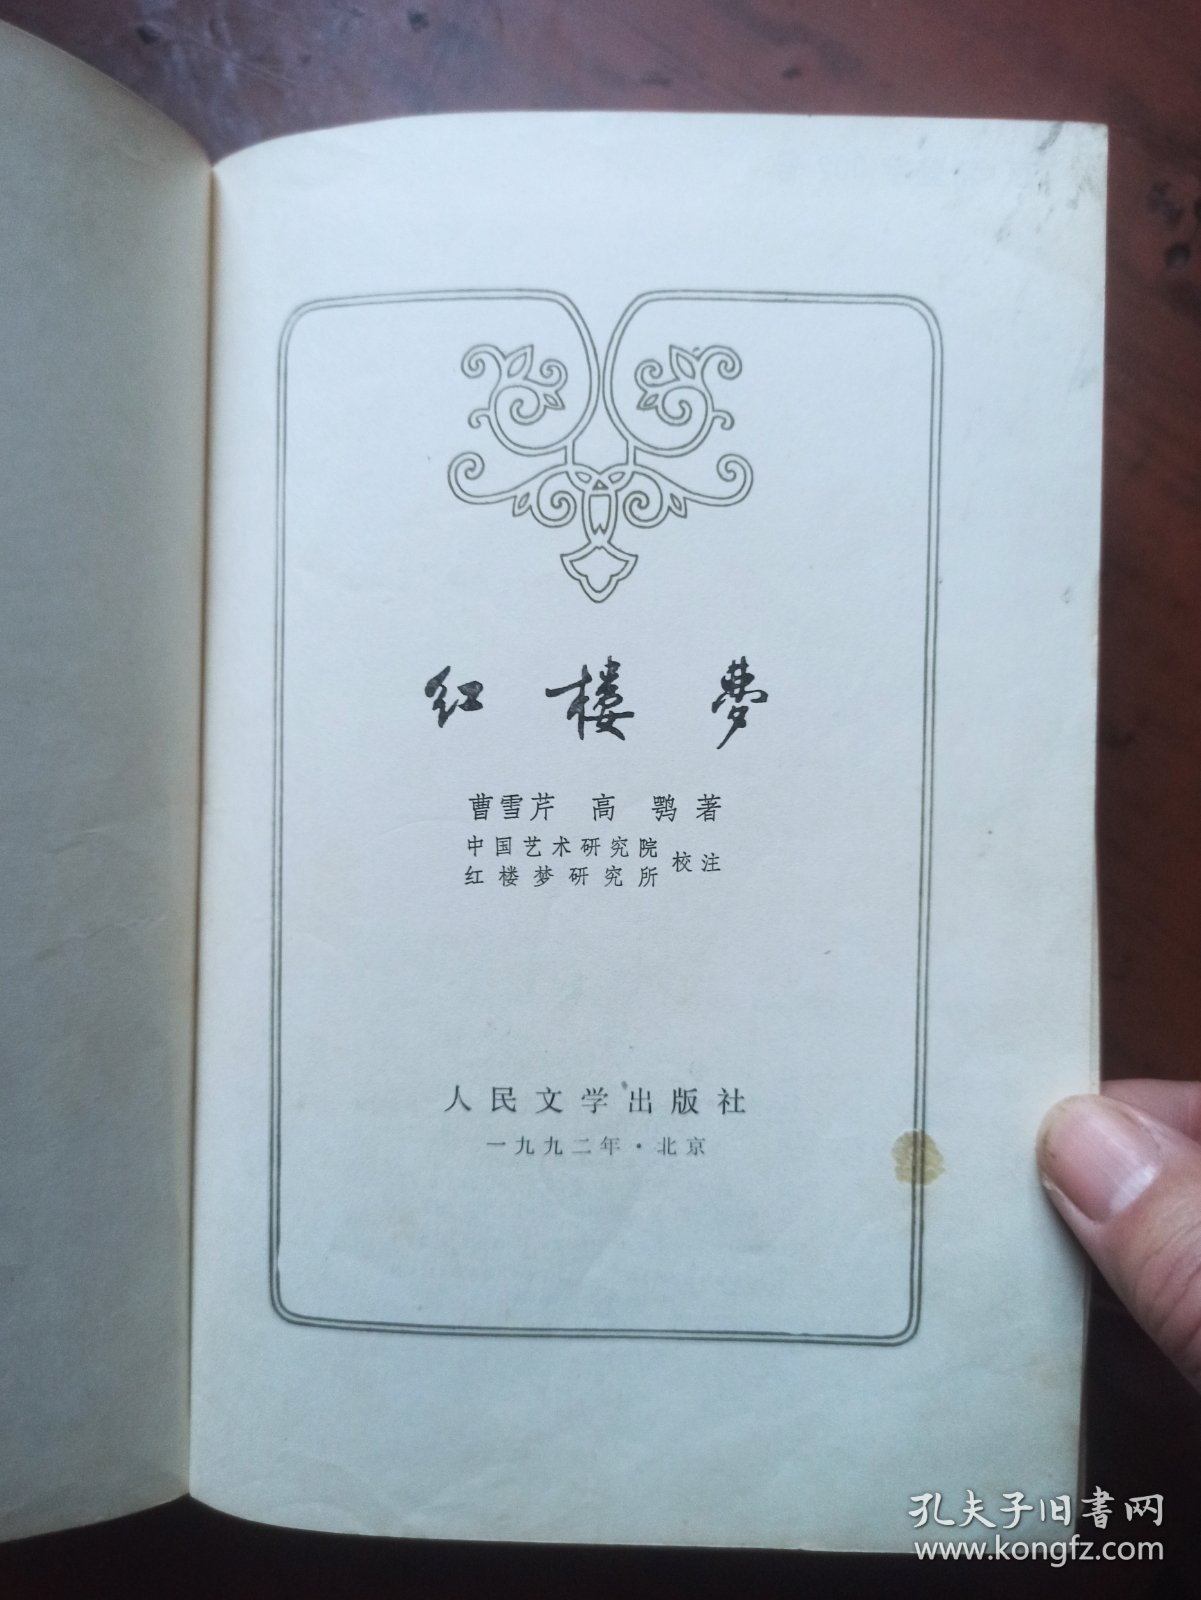 红楼夢
曹雪芹 高鹗著
中国艺术研究院
红楼梦研究所 校注
人民文学出版社
一九九二年·北京
孔夫子旧書网
www.kongfz.com